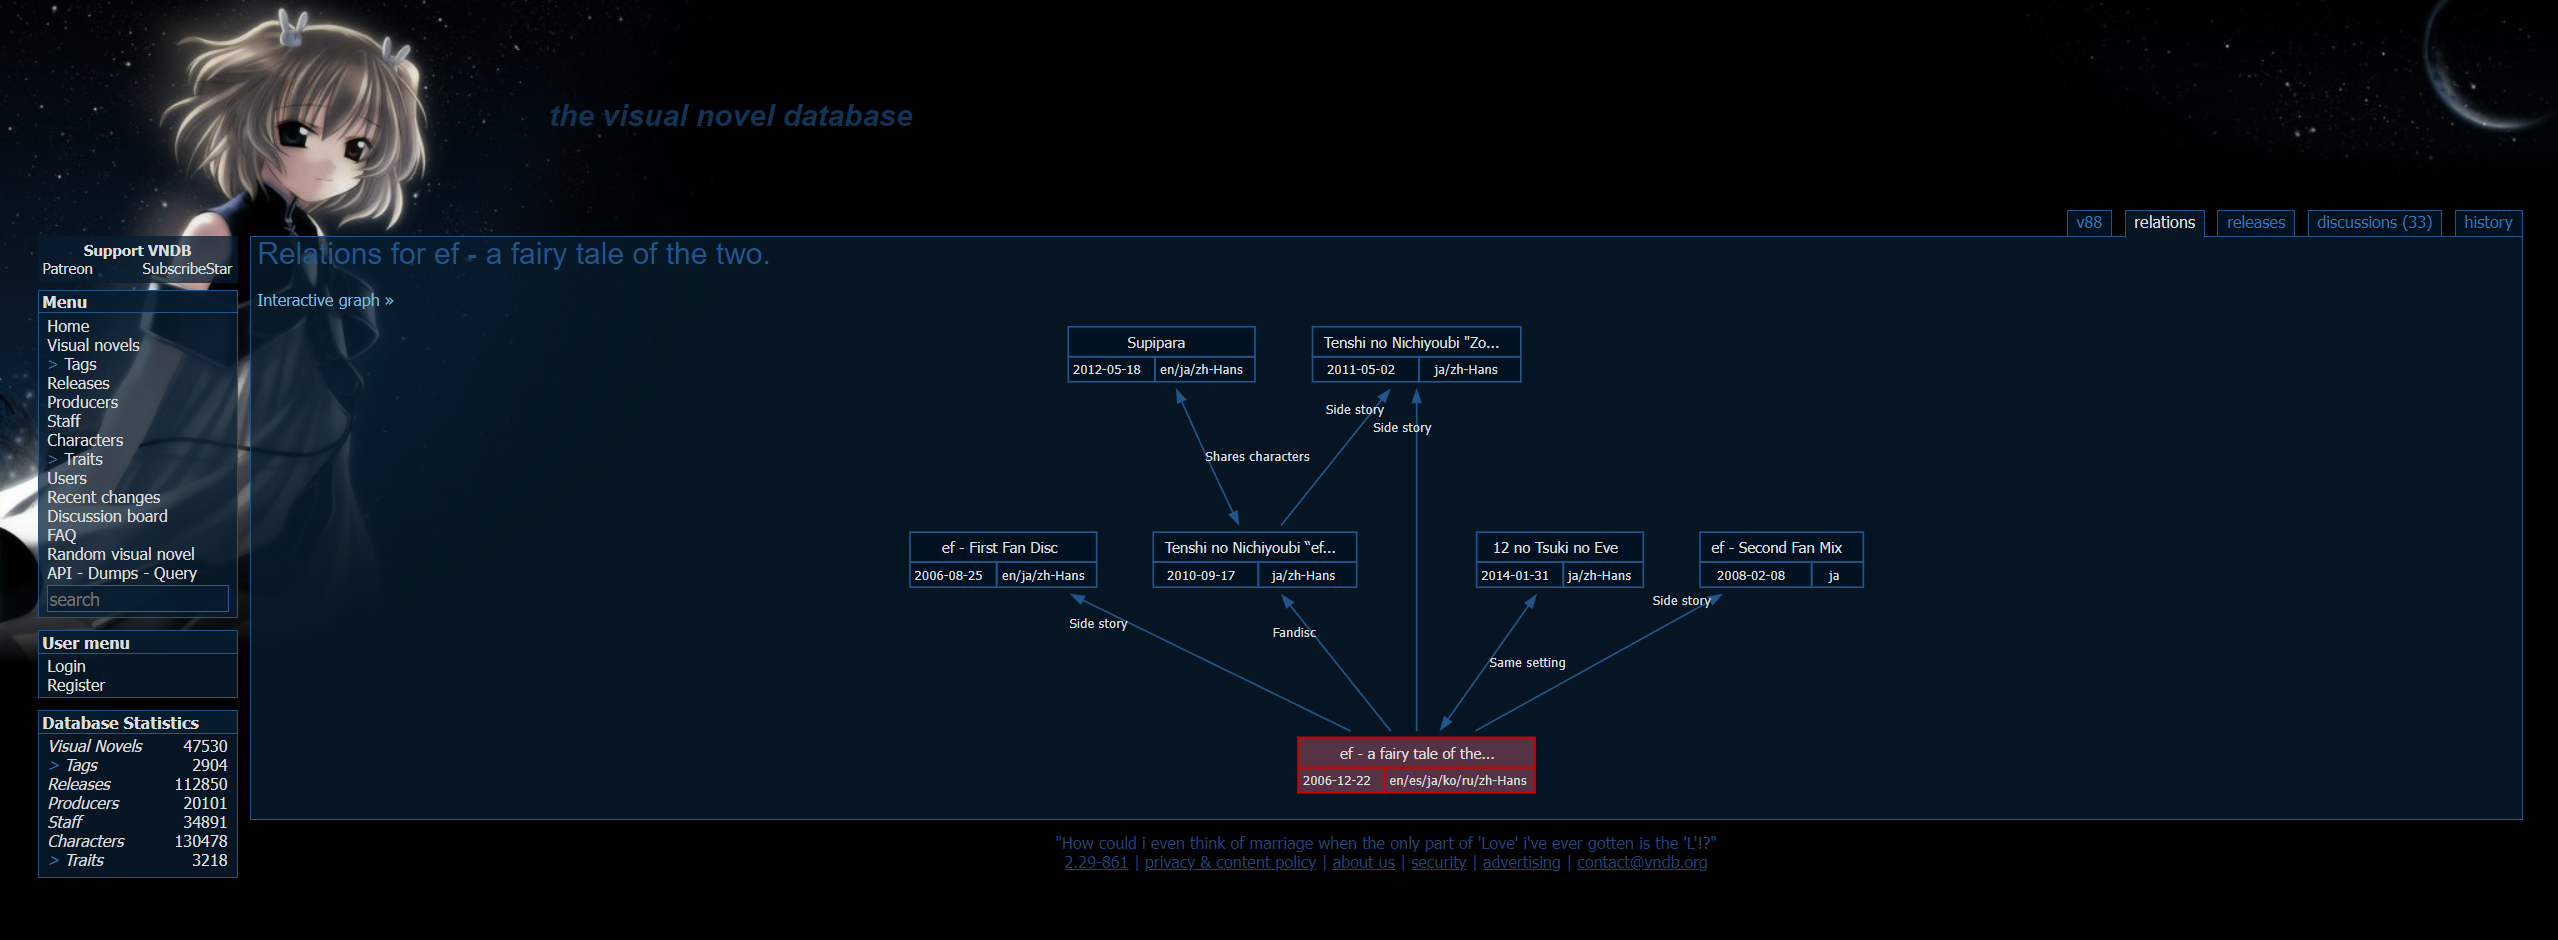 the visual novel database
v88
relations
releases
discussions (33)
history
Support VNDB
Patreon SubscribeStar
Menu
Home
Visual novels
> Tags
Releases
Producers
Staff
Characters
> Traits
Users
Recent changes
Discussion board
FAQ
Random visual novel
API - Dumps - Query
search
User menu
Login
Register
Database Statistics
Visual Novels 47530
> Tags 2904
Releases 112850
Producers 20101
Staff 34891
Characters 130478
> Traits 3218
Relations for ef - a fairy tale of the two.
Interactive graph »
Supipara
2012-05-18 en/ja/zh-Hans
Tenshi no Nichiyoubi "Zo...
2011-05-02 ja/zh-Hans
Side story
Side story
Shares characters
ef - First Fan Disc
2006-08-25 en/ja/zh-Hans
Tenshi no Nichiyoubi “ef...
2010-09-17 ja/zh-Hans
12 no Tsuki no Eve
2014-01-31 ja/zh-Hans
ef - Second Fan Mix
2008-02-08 ja
Side story
Side story
Fandisc
Same setting
ef - a fairy tale of the...
2006-12-22 en/es/ja/ko/ru/zh-Hans
"How could i even think of marriage when the only part of 'Love' i've ever gotten is the 'L'!?"
2.29-861 | privacy & content policy | about us | security | advertising | contact@vndb.org